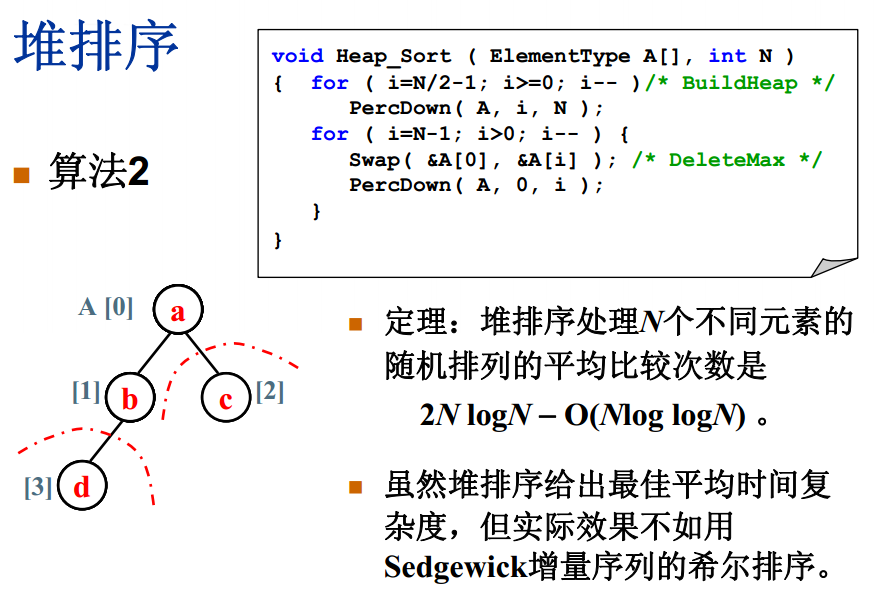 堆排序
void Heap_Sort ( ElementType A[], int N )
{ for ( i=N/2-1; i>=0; i-- )/* BuildHeap */
PercDown( A, i, N );
for ( i=N-1; i>0; i-- ) {
Swap( &A[0], &A[i] ); /* DeleteMax */
PercDown( A, 0, i );
}
}
■ 算法2
A [0] a
[1] b
c [2]
[3] d
■ 定理：堆排序处理N个不同元素的
随机排列的平均比较次数是
2N logN – O(Nlog logN) 。
■ 虽然堆排序给出最佳平均时间复
杂度，但实际效果不如用
Sedgewick增量序列的希尔排序。